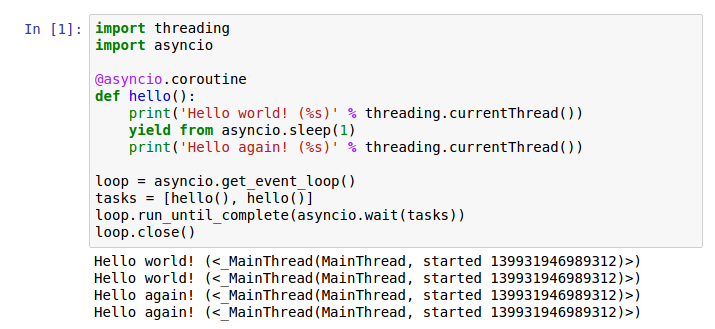 In [1]: import threading
import asyncio

@asyncio.coroutine
def hello():
    print('Hello world! (%s)' % threading.currentThread())
    yield from asyncio.sleep(1)
    print('Hello again! (%s)' % threading.currentThread())

loop = asyncio.get_event_loop()
tasks = [hello(), hello()]
loop.run_until_complete(asyncio.wait(tasks))
loop.close()
Hello world! (<_MainThread(MainThread, started 139931946989312)>)
Hello world! (<_MainThread(MainThread, started 139931946989312)>)
Hello again! (<_MainThread(MainThread, started 139931946989312)>)
Hello again! (<_MainThread(MainThread, started 139931946989312)>)